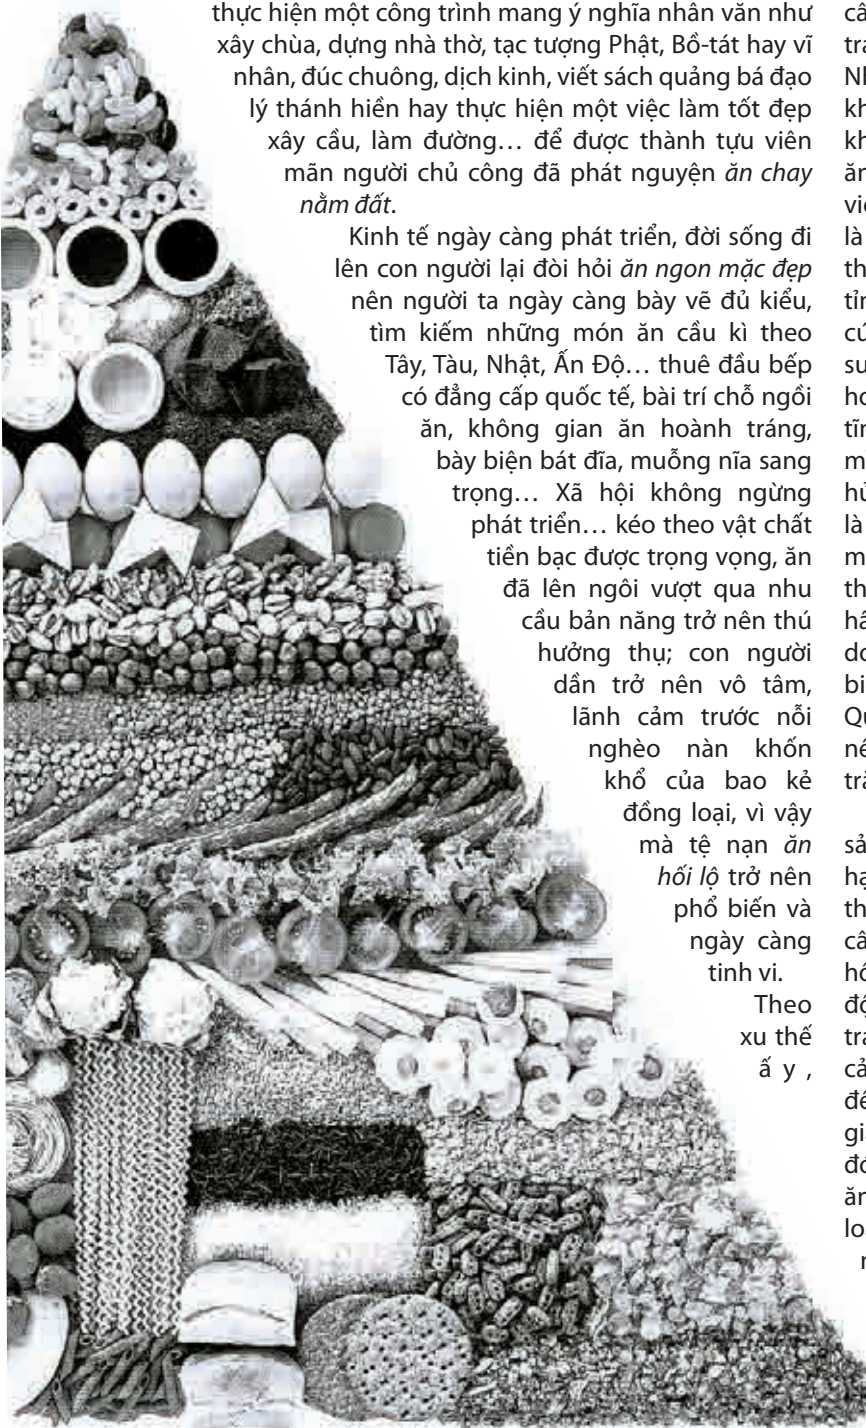 thực hiện một công trình mang ý nghĩa nhân văn như
xây chùa, dựng nhà thờ, tạc tượng Phật, Bồ-tát hay vĩ
nhân, đúc chuông, dịch kinh, viết sách quảng bá đạo
lý thánh hiền hay thực hiện một việc làm tốt đẹp
xây cầu, làm đường… để được thành tựu viên
mãn người chủ công đã phát nguyện ăn chay
nằm đất.
Kinh tế ngày càng phát triển, đời sống đi
lên con người lại đòi hỏi ăn ngon mặc đẹp
nên người ta ngày càng bày vẽ đủ kiểu,
tìm kiếm những món ăn cầu kì theo
Tây, Tàu, Nhật, Ấn Độ… thuê đầu bếp
có đẳng cấp quốc tế, bài trí chỗ ngồi
ăn, không gian ăn hoành tráng,
bày biện bát đĩa, muỗng nĩa sang
trọng… Xã hội không ngừng
phát triển… kéo theo vật chất
tiền bạc được trọng vọng, ăn
đã lên ngôi vượt qua nhu
cầu bản năng trở nên thú
hưởng thụ; con người
dần trở nên vô tâm,
lãnh cảm trước nỗi
nghèo nàn khốn
khổ của bao kẻ
đồng loại, vì vậy
mà tệ nạn ăn
hối lộ trở nên
phổ biến và
ngày càng
tinh vi.
Theo
xu thế
ấy,